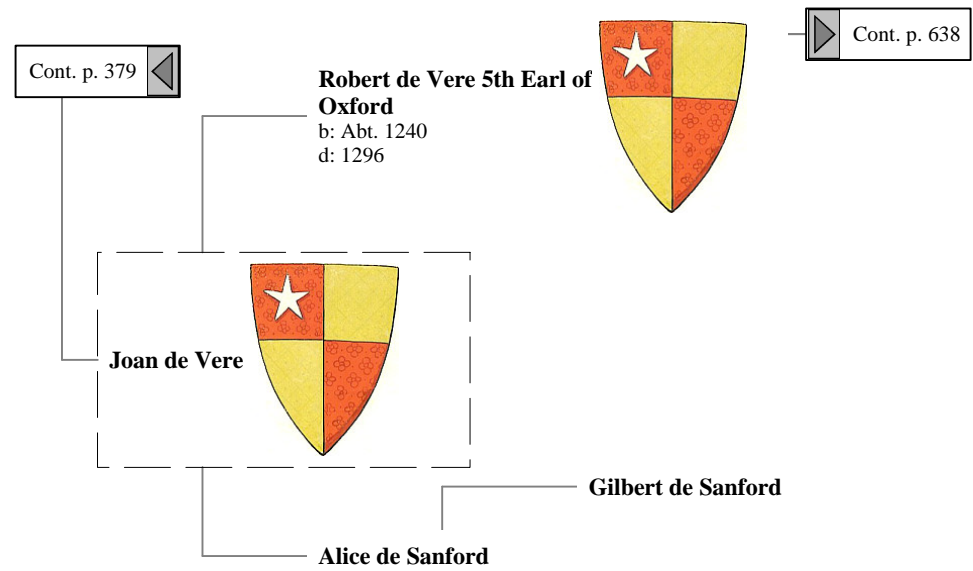 Cont. p. 379
Cont. p. 638
Robert de Vere 5th Earl of
Oxford
b: Abt. 1240
d: 1296
Joan de Vere
Gilbert de Sanford
Alice de Sanford